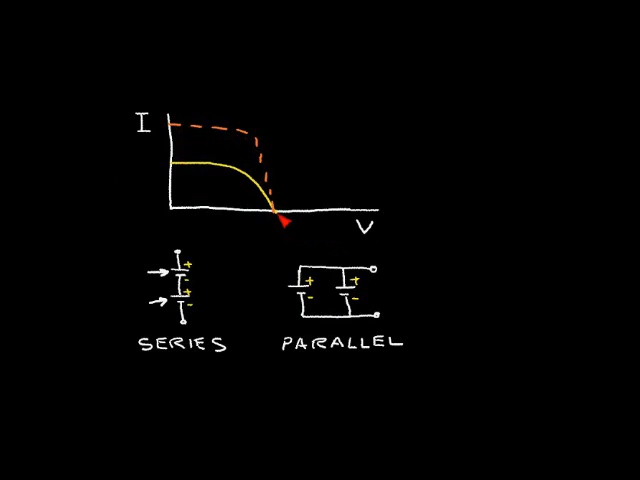 I
V
+
-
+
-
+
-
+
-
SERIES
PARALLEL